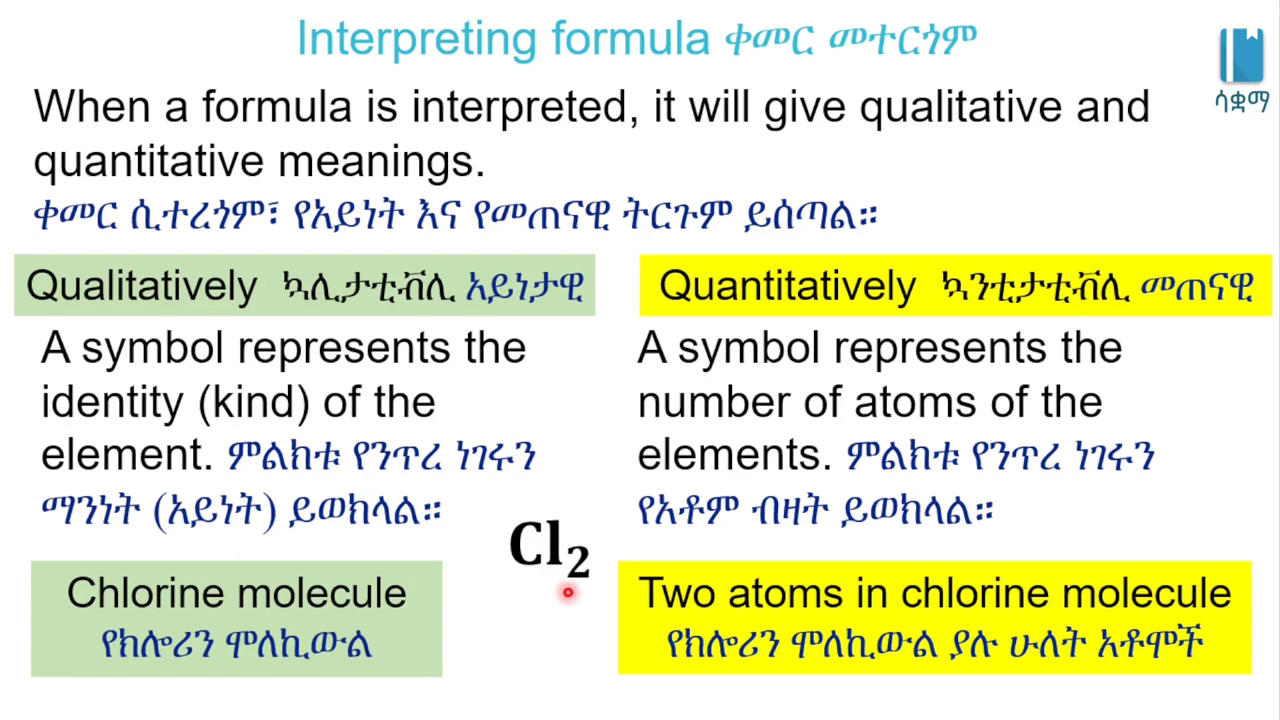 Interpreting formula ቀመር መተርጎም
ሳቋማ
When a formula is interpreted, it will give qualitative and
quantitative meanings.
ቀመር ሲተረጎም፣ የአይነት እና የመጠናዊ ትርጉም ይሰጣል።
Qualitatively ኳሊታቲቭሊ አይነታዊ
A symbol represents the
identity (kind) of the
element. ምልክቱ የንጥረ ነገሩን
ማንነት (አይነት) ይወክላል።
Quantitatively ኳንቲታቲቭሊ መጠናዊ
A symbol represents the
number of atoms of the
elements. ምልክቱ የንጥረ ነገሩን
የአቶም ብዛት ይወክላል።
Cl₂
Chlorine molecule
የክሎሪን ሞለኪውል
Two atoms in chlorine molecule
የክሎሪን ሞለኪውል ያሉ ሁለት አቶሞች